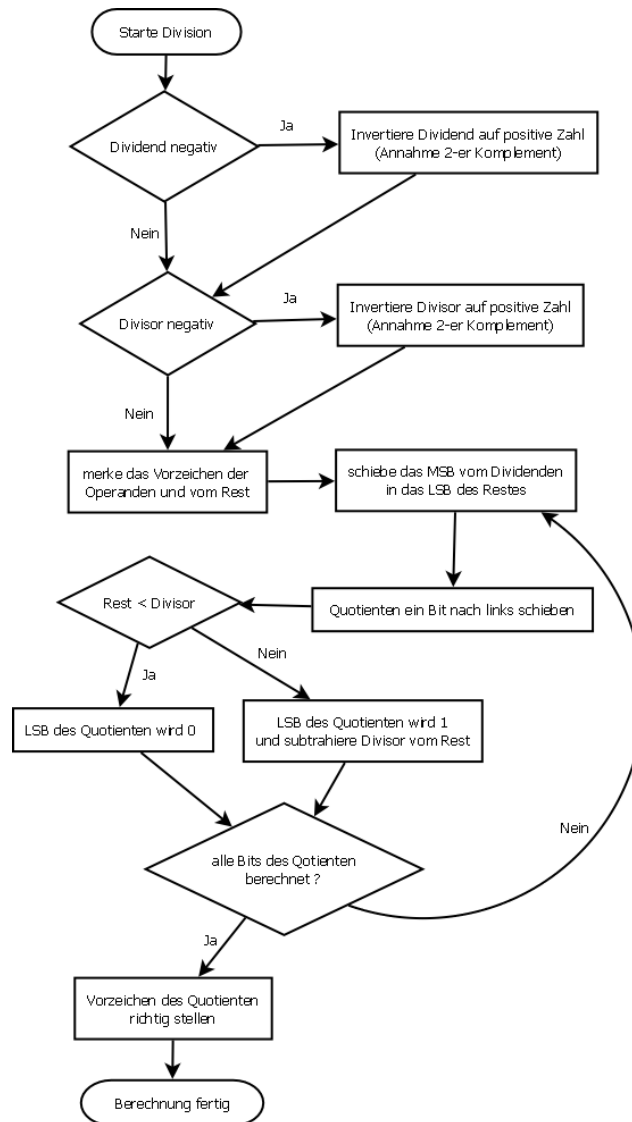 Starte Division
Dividend negativ
Ja
Invertiere Dividend auf positive Zahl
(Annahme 2-er Komplement)
Nein
Divisor negativ
Ja
Invertiere Divisor auf positive Zahl
(Annahme 2-er Komplement)
Nein
merke das Vorzeichen der
Operanden und vom Rest
schiebe das MSB vom Dividenden
in das LSB des Restes
Quotienten ein Bit nach links schieben
Rest < Divisor
Ja
Nein
LSB des Quotienten wird 0
LSB des Quotienten wird 1
und subtrahiere Divisor vom Rest
alle Bits des Qotienten
berechnet ?
Nein
Ja
Vorzeichen des Quotienten
richtig stellen
Berechnung fertig